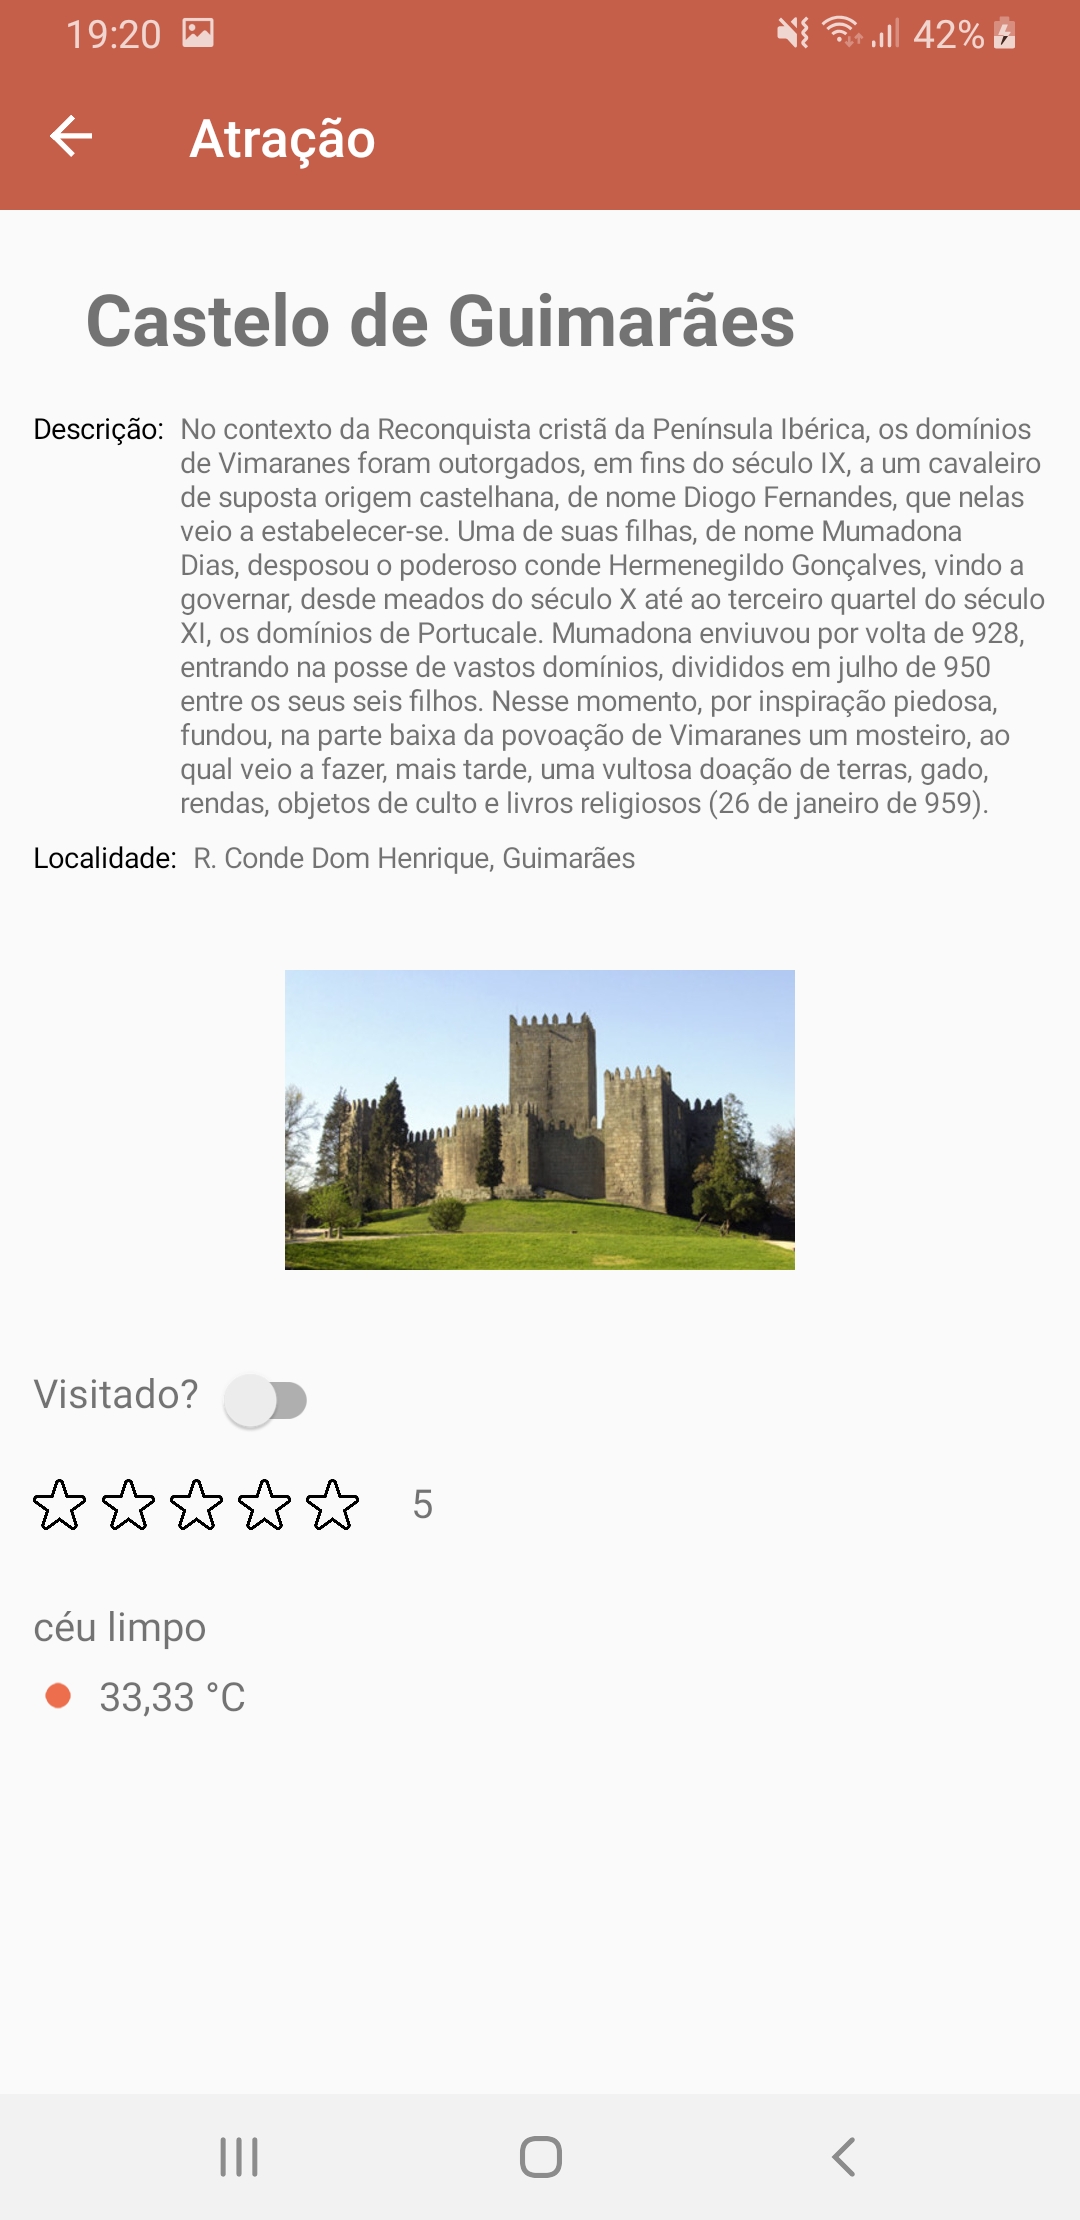 19:20 42%
Atração
Castelo de Guimarães
Descrição: No contexto da Reconquista cristã da Península Ibérica, os domínios
de Vimaranes foram outorgados, em fins do século IX, a um cavaleiro
de suposta origem castelhana, de nome Diogo Fernandes, que nelas
veio a estabelecer-se. Uma de suas filhas, de nome Mumadona
Dias, desposou o poderoso conde Hermenegildo Gonçalves, vindo a
governar, desde meados do século X até ao terceiro quartel do século
XI, os domínios de Portucale. Mumadona enviuvou por volta de 928,
entrando na posse de vastos domínios, divididos em julho de 950
entre os seus seis filhos. Nesse momento, por inspiração piedosa,
fundou, na parte baixa da povoação de Vimaranes um mosteiro, ao
qual veio a fazer, mais tarde, uma vultosa doação de terras, gado,
rendas, objetos de culto e livros religiosos (26 de janeiro de 959).
Localidade: R. Conde Dom Henrique, Guimarães
Visitado?
5
céu limpo
33,33 °C